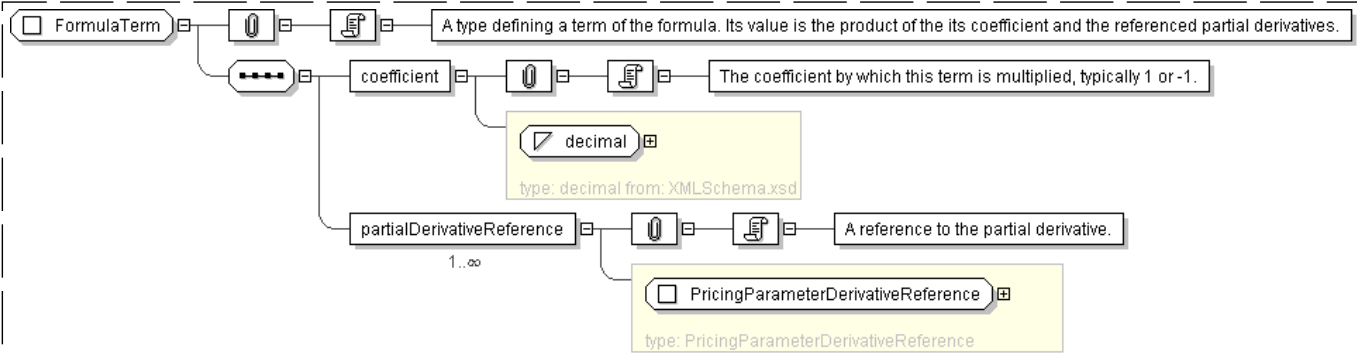 FormulaTerm
A type defining a term of the formula. Its value is the product of the its coefficient and the referenced partial derivatives.
coefficient
The coefficient by which this term is multiplied, typically 1 or -1.
decimal
type: decimal from: XMLSchema.xsd
partialDerivativeReference
A reference to the partial derivative.
1..∞
PricingParameterDerivativeReference
type: PricingParameterDerivativeReference